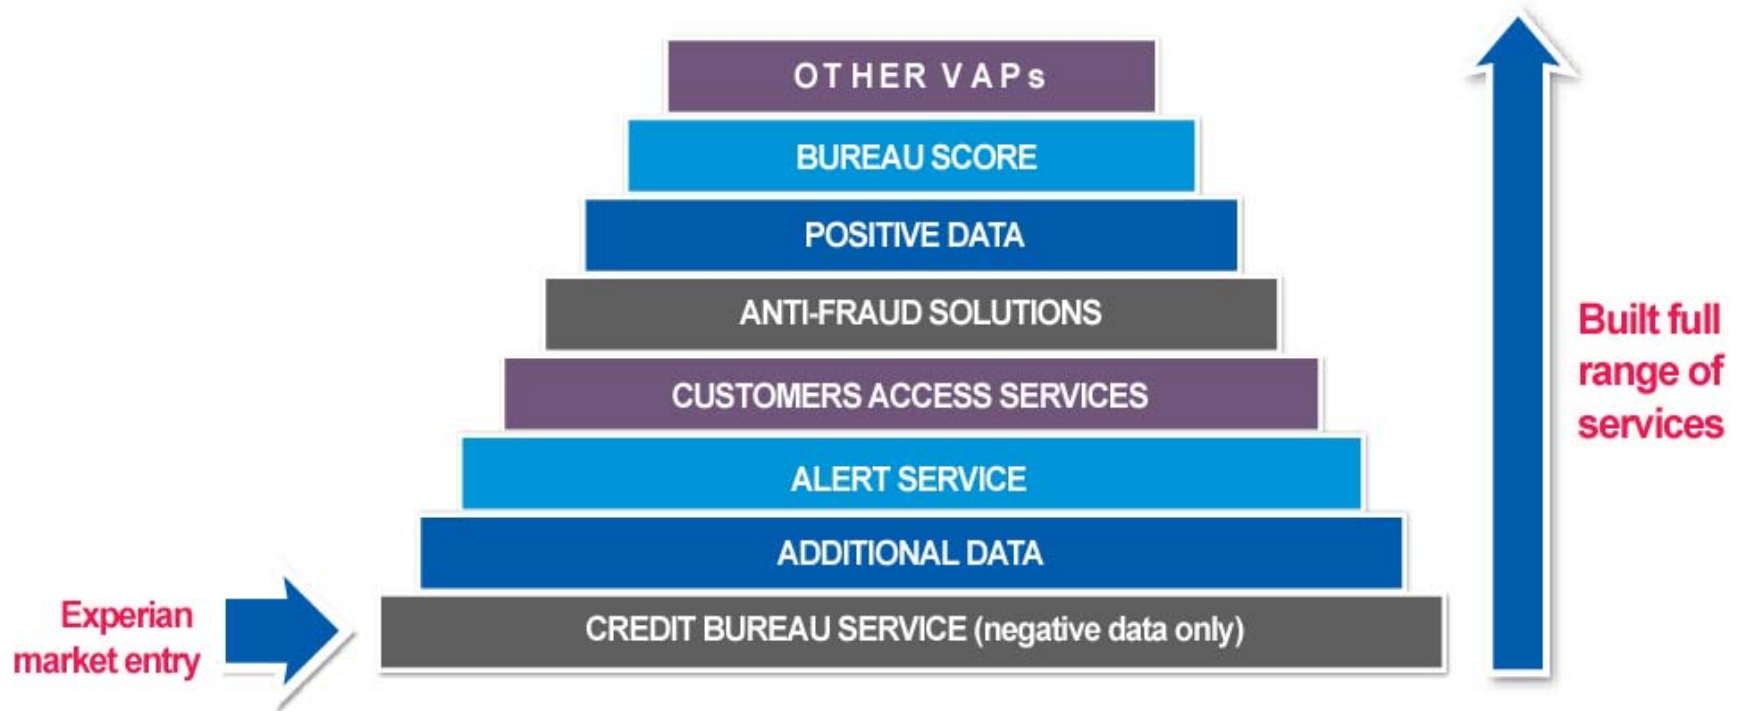 OTHER VAPs
BUREAU SCORE
POSITIVE DATA
ANTI-FRAUD SOLUTIONS
CUSTOMERS ACCESS SERVICES
ALERT SERVICE
ADDITIONAL DATA
CREDIT BUREAU SERVICE (negative data only)
Experian
market entry
Built full
range of
services